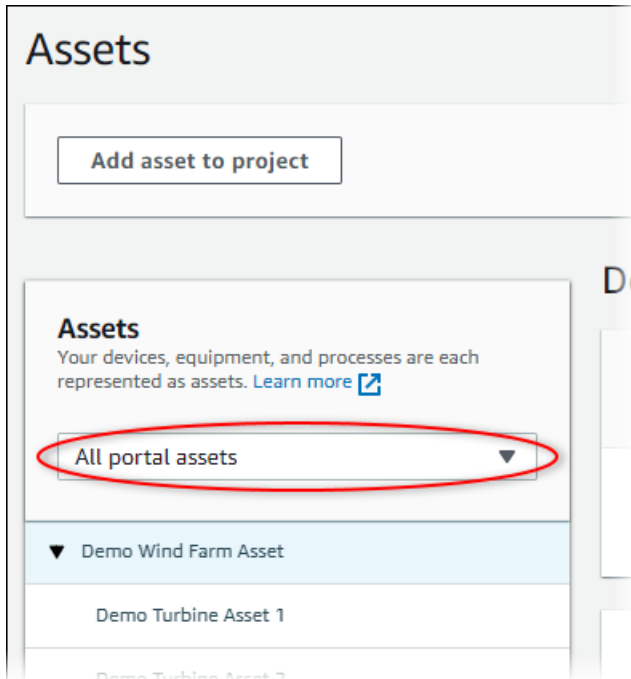 Assets
Add asset to project
Assets
Your devices, equipment, and processes are each
represented as assets. Learn more
All portal assets
Demo Wind Farm Asset
Demo Turbine Asset 1